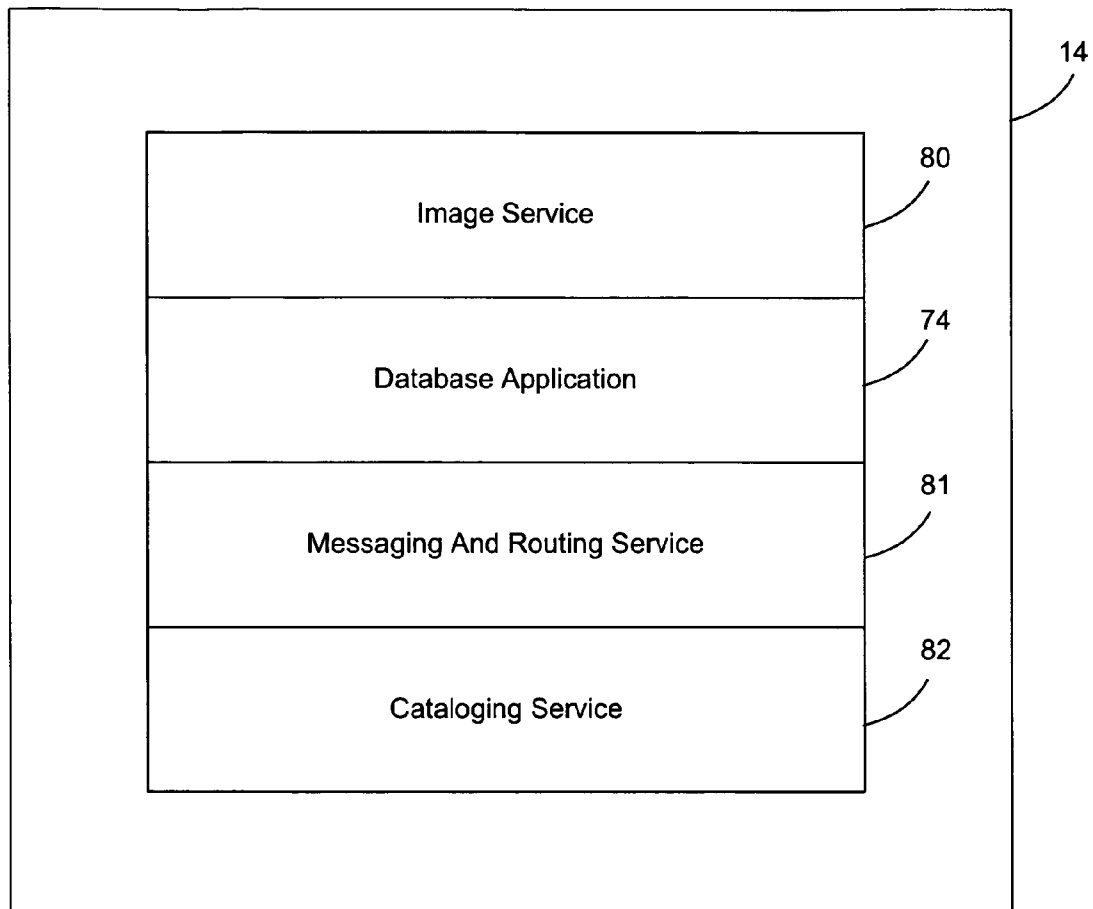 14
80
Image Service
74
Database Application
81
Messaging And Routing Service
82
Cataloging Service